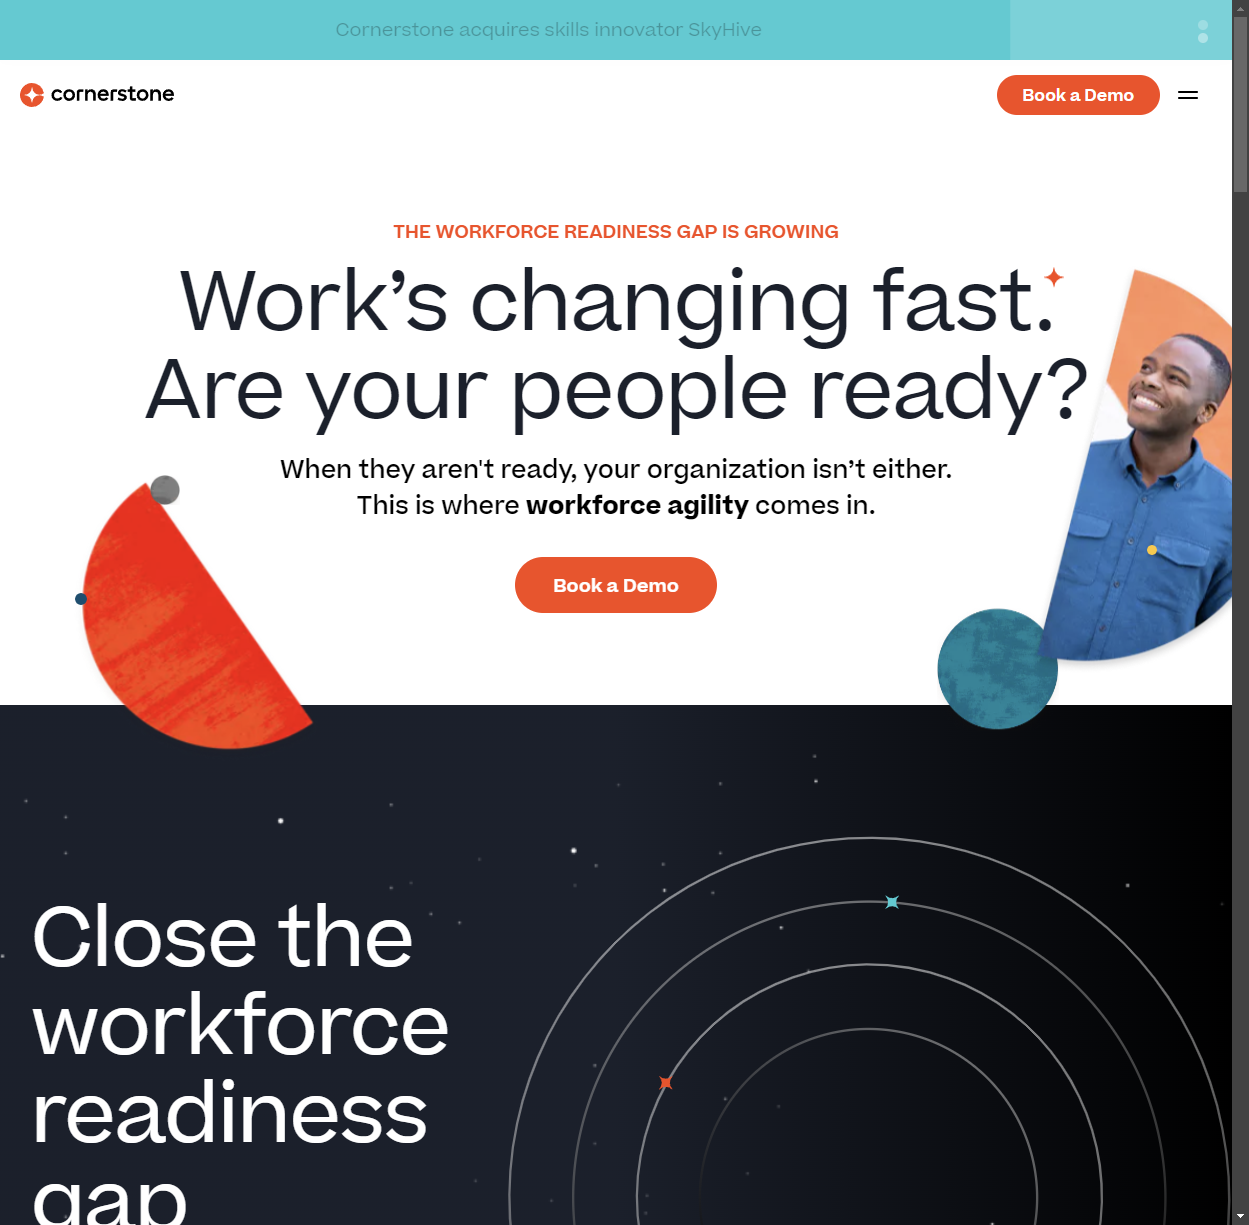 Cornerstone acquires skills innovator SkyHive
cornerstone
Book a Demo
THE WORKFORCE READINESS GAP IS GROWING
Work’s changing fast.
Are your people ready?
When they aren't ready, your organization isn’t either.
This is where workforce agility comes in.
Book a Demo
Close the
workforce
readiness
gap